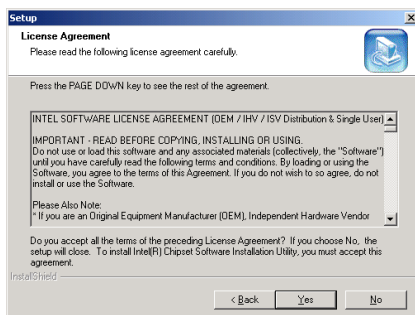 Setup
License Agreement
Please read the following license agreement carefully.
Press the PAGE DOWN key to see the rest of the agreement.
INTEL SOFTWARE LICENSE AGREEMENT (OEM / IHV / ISV Distribution & Single User)
IMPORTANT - READ BEFORE COPYING, INSTALLING OR USING.
Do not use or load this software and any associated materials (collectively, the "Software")
until you have carefully read the following terms and conditions. By loading or using the
Software, you agree to the terms of this Agreement. If you do not wish to so agree, do not
install or use the Software.
Please Also Note:
* If you are an Original Equipment Manufacturer (OEM), Independent Hardware Vendor
Do you accept all the terms of the preceding License Agreement? If you choose No, the
setup will close. To install Intel(R) Chipset Software Installation Utility, you must accept this
agreement.
InstallShield
< Back Yes No